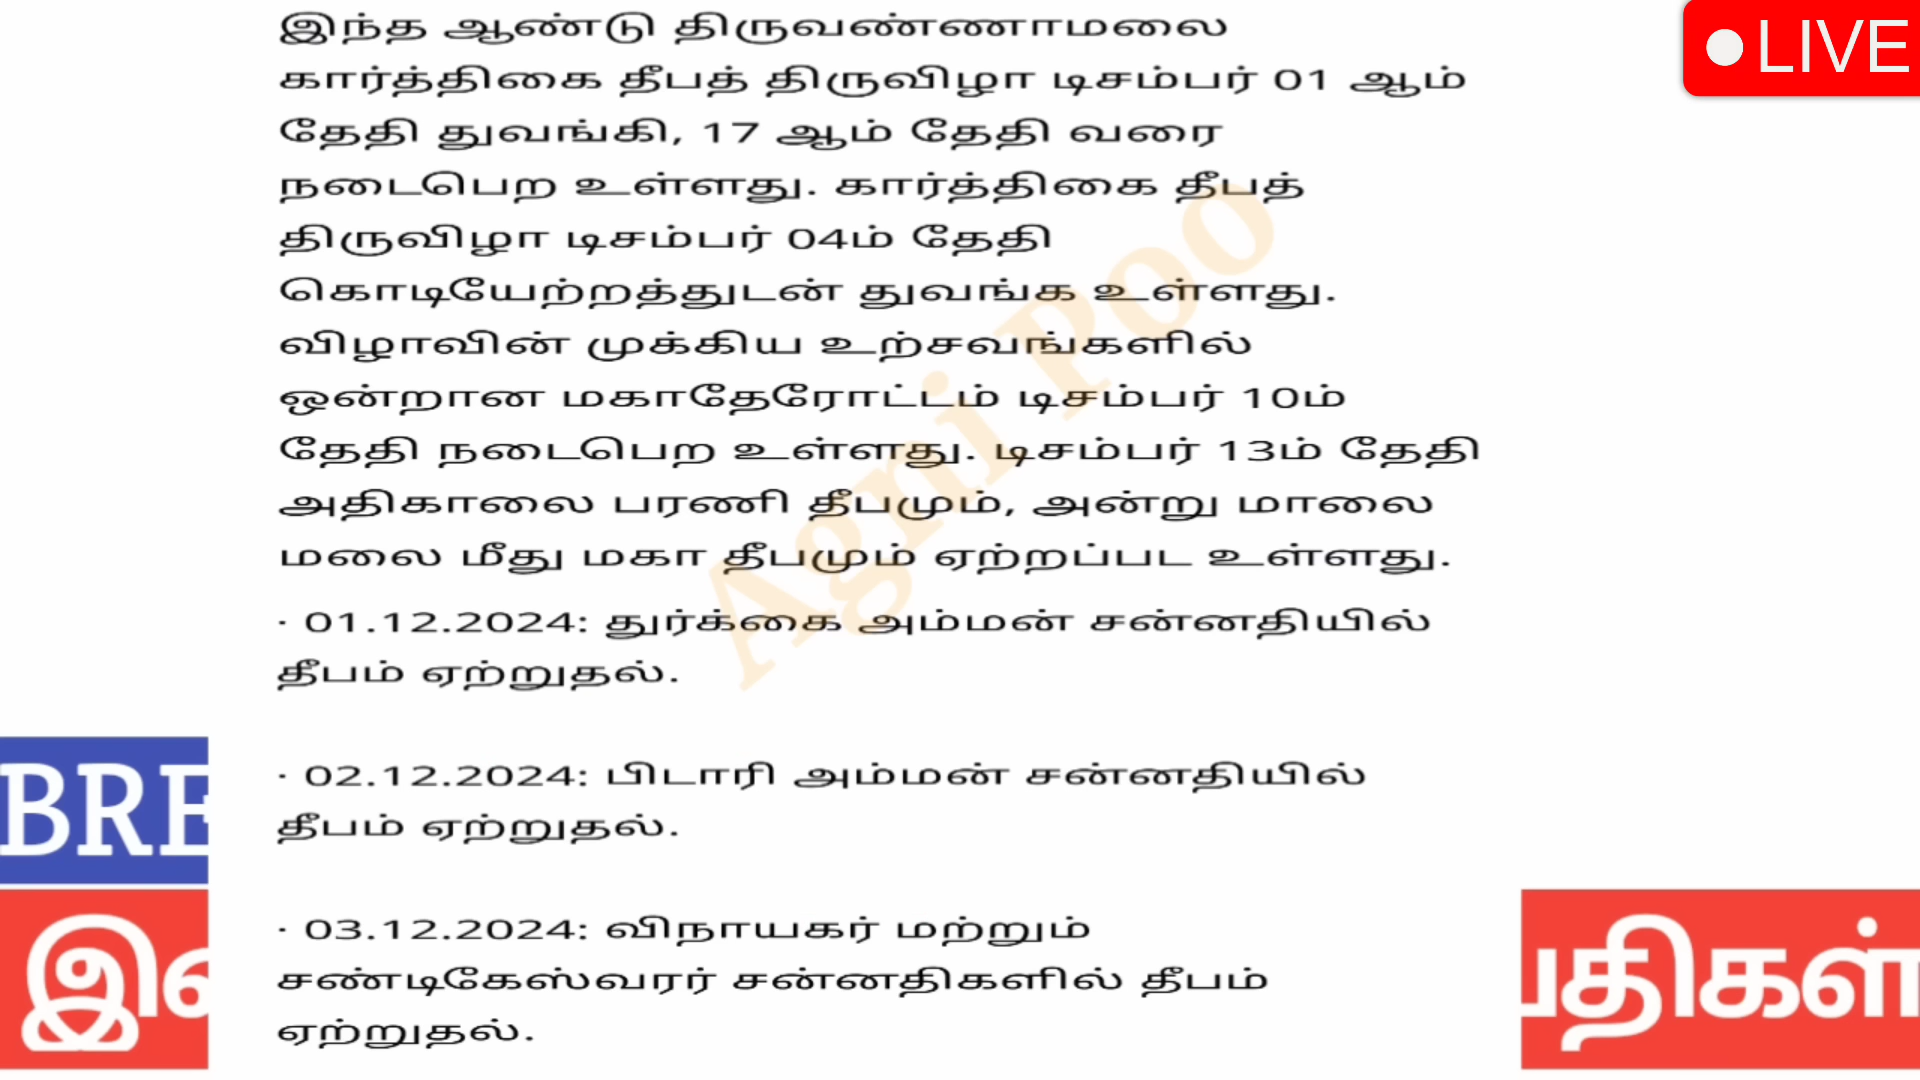 இந்த ஆண்டு திருவண்ணாமலை
கார்த்திகை தீபத் திருவிழா டிசம்பர் 01 ஆம்
தேதி துவங்கி, 17 ஆம் தேதி வரை
நடைபெற உள்ளது. கார்த்திகை தீபத்
திருவிழா டிசம்பர் 04ம் தேதி
கொடியேற்றத்துடன் துவங்க உள்ளது.
விழாவின் முக்கிய உற்சவங்களில்
ஒன்றான மகாதேரோட்டம் டிசம்பர் 10ம்
தேதி நடைபெற உள்ளது. டிசம்பர் 13ம் தேதி
அதிகாலை பரணி தீபமும், அன்று மாலை
மலை மீது மகா தீபமும் ஏற்றப்பட உள்ளது.
· 01.12.2024: துர்க்கை அம்மன் சன்னதியில்
தீபம் ஏற்றுதல்.
· 02.12.2024: பிடாரி அம்மன் சன்னதியில்
தீபம் ஏற்றுதல்.
· 03.12.2024: விநாயகர் மற்றும்
சண்டிகேஸ்வரர் சன்னதிகளில் தீபம்
ஏற்றுதல்.
LIVE
Agni Poo
BRE